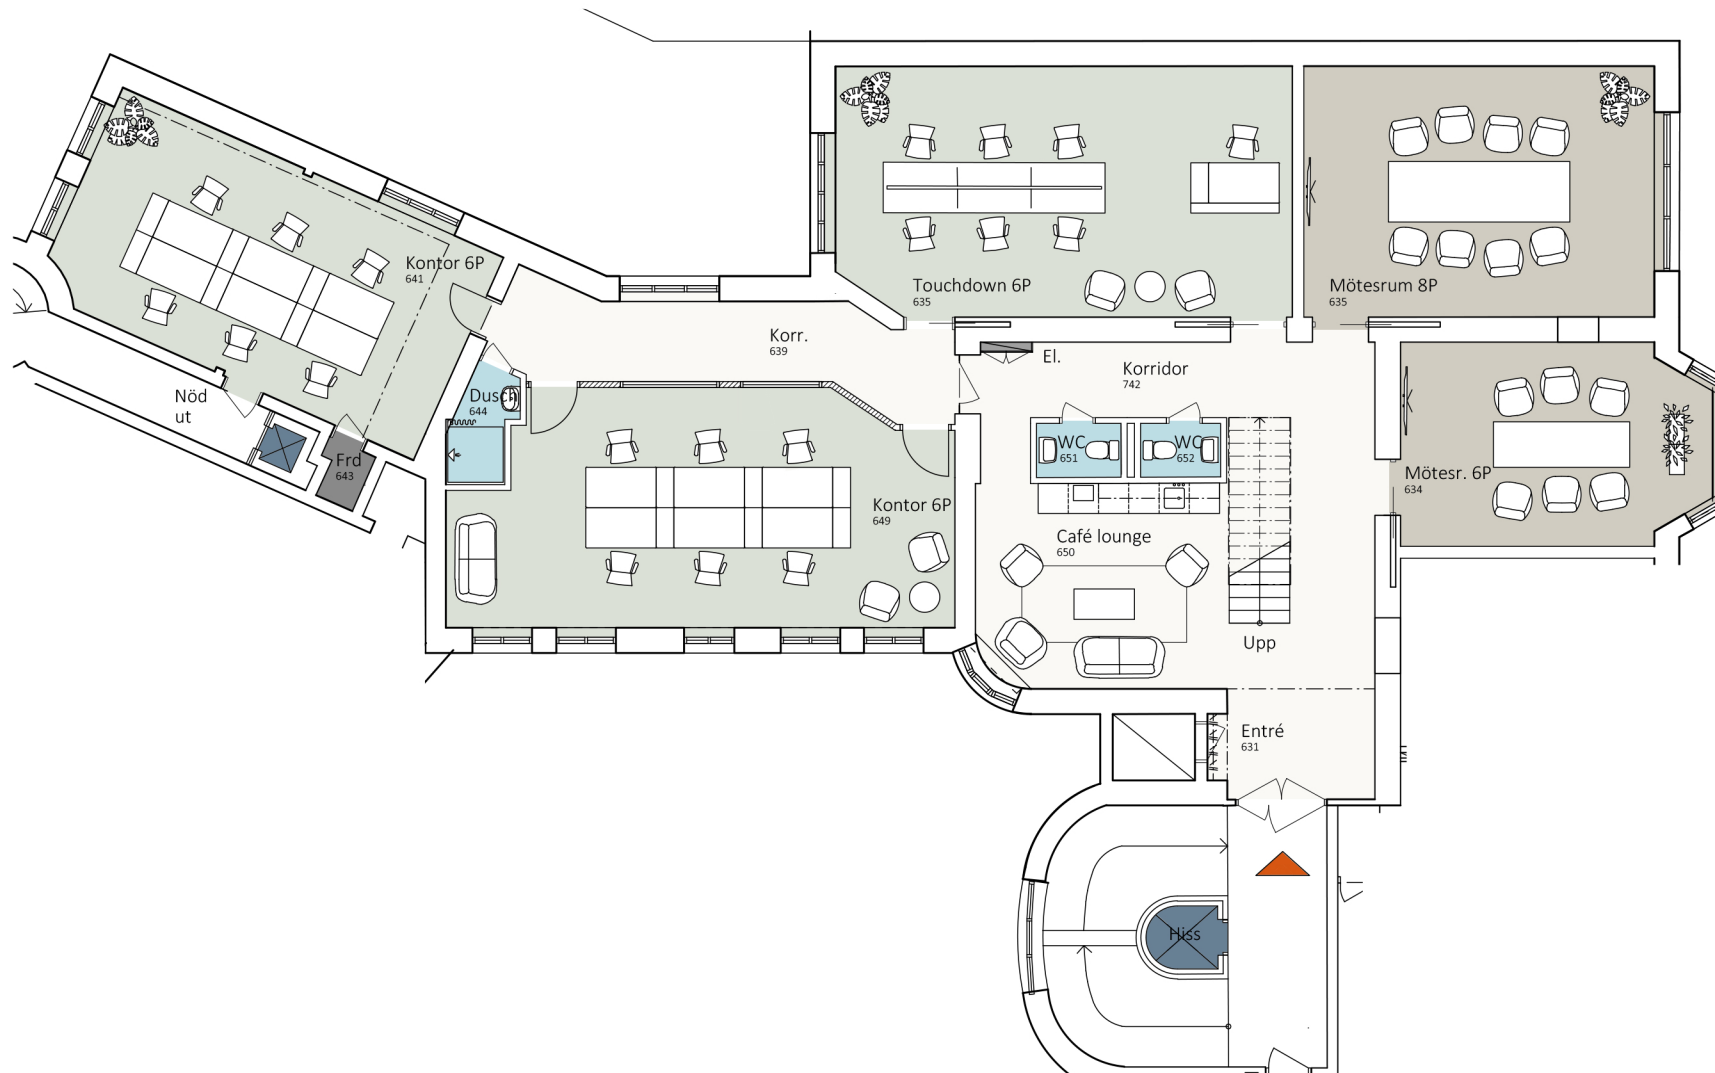 Kontor 6P
641
Touchdown 6P
635
Mötesrum 8P
635
Korr.
639
El.
Korridor
742
Nöd
ut
Dusch
644
WC
651
WC
652
Frd
643
Mötesr. 6P
634
Kontor 6P
649
Café lounge
650
Upp
Entré
631
Hiss